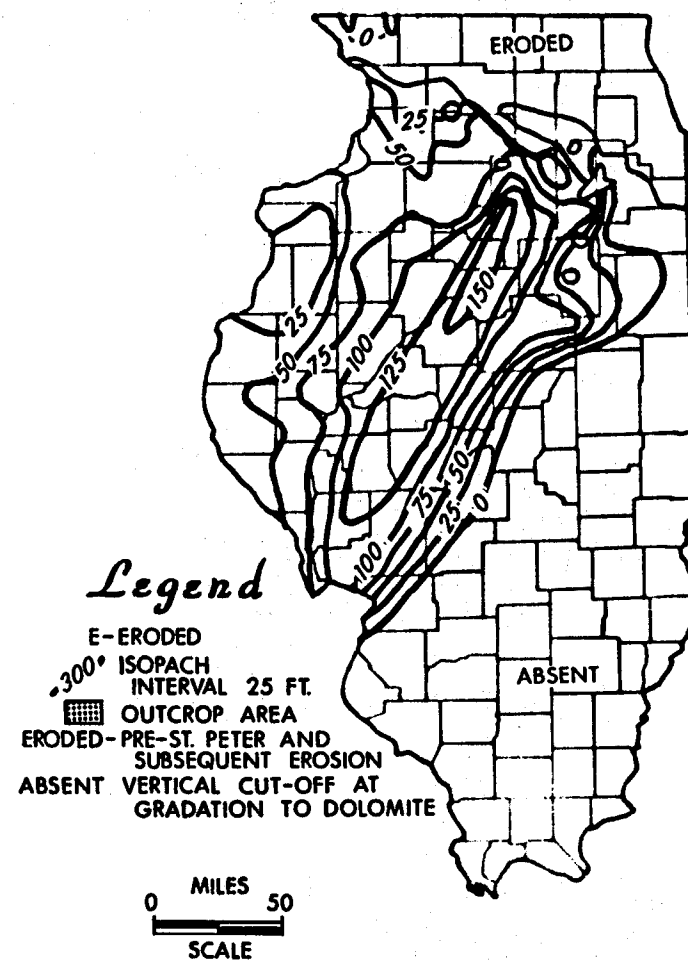 0
ERODED
25
50
0
0
150
25
50
75
100
125
50
75
25
0
100
ABSENT
Legend
E-ERODED
300 ISOPACH
INTERVAL 25 FT.
OUTCROP AREA
ERODED-PRE-ST. PETER AND
SUBSEQUENT EROSION
ABSENT VERTICAL CUT-OFF AT
GRADATION TO DOLOMITE
MILES
0 50
SCALE